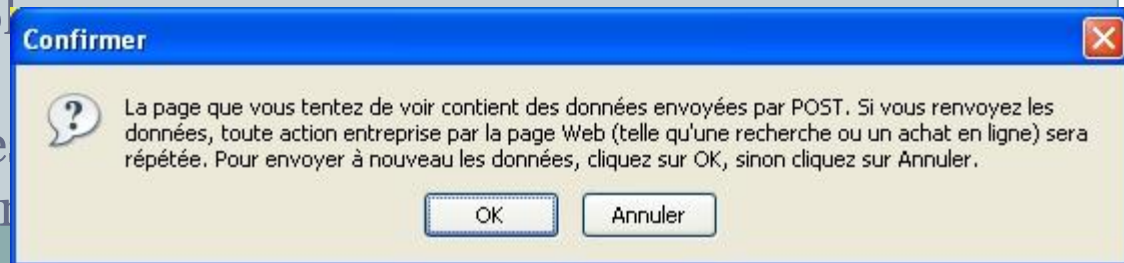 Confirmer
La page que vous tentez de voir contient des données envoyées par POST. Si vous renvoyez les
données, toute action entreprise par la page Web (telle qu'une recherche ou un achat en ligne) sera
répétée. Pour envoyer à nouveau les données, cliquez sur OK, sinon cliquez sur Annuler.
OK
Annuler